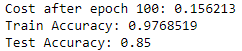 Cost after epoch 100: 0.156213
Train Accuracy: 0.9768519
Test Accuracy: 0.85